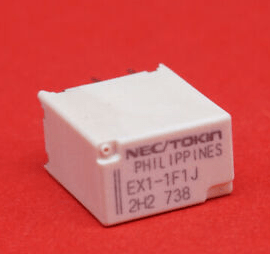 NEC/TOKIN
PHILIPPINES
EX1-1F1J
2H2 738